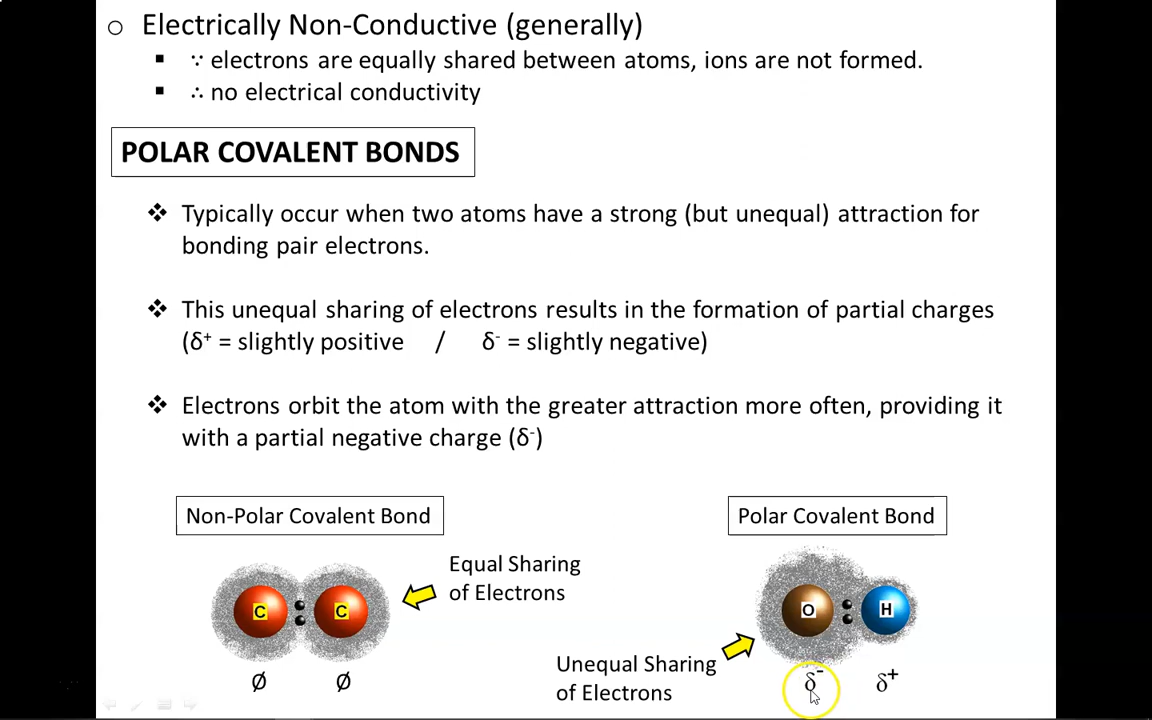 o Electrically Non-Conductive (generally)
▪ ∵ electrons are equally shared between atoms, ions are not formed.
▪ ∴ no electrical conductivity
POLAR COVALENT BONDS
❖ Typically occur when two atoms have a strong (but unequal) attraction for
bonding pair electrons.
❖ This unequal sharing of electrons results in the formation of partial charges
(δ⁺ = slightly positive / δ⁻ = slightly negative)
❖ Electrons orbit the atom with the greater attraction more often, providing it
with a partial negative charge (δ⁻)
Non-Polar Covalent Bond
Equal Sharing
of Electrons
C : C
Ø Ø
Polar Covalent Bond
O : H
Unequal Sharing
of Electrons
δ⁻ δ⁺